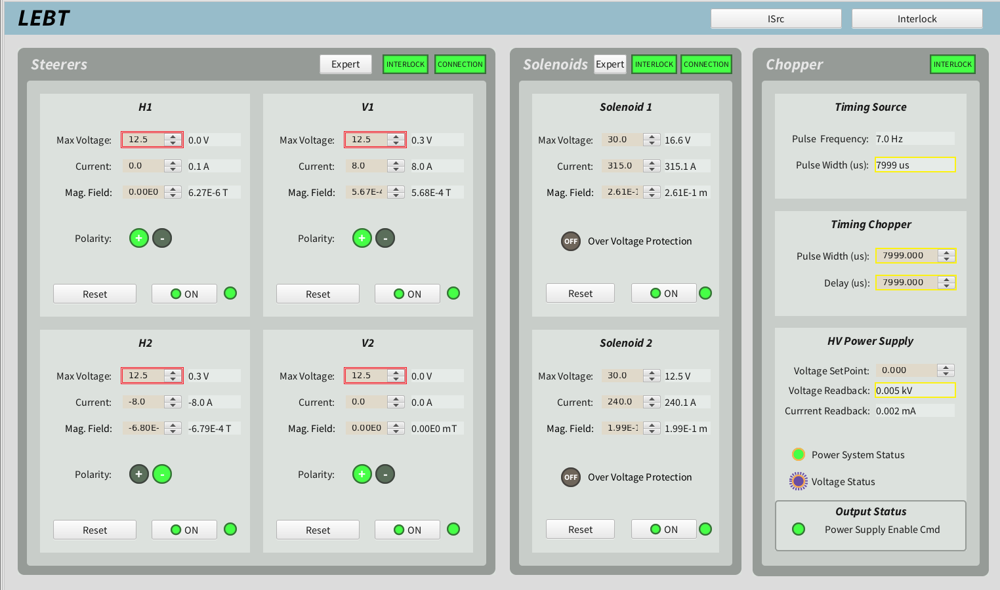 LEBT
ISrc
Interlock
Steerers
Expert
INTERLOCK
CONNECTION
H1
Max Voltage: 12.5 0.0 V
Current: 0.0 0.1 A
Mag. Field: 0.00E0 6.27E-6 T
Polarity: + -
Reset
ON
V1
Max Voltage: 12.5 0.3 V
Current: 8.0 8.0 A
Mag. Field: 5.67E-4 5.68E-4 T
Polarity: + -
Reset
ON
H2
Max Voltage: 12.5 0.3 V
Current: -8.0 -8.0 A
Mag. Field: -6.80E- -6.79E-4 T
Polarity: + -
Reset
ON
V2
Max Voltage: 12.5 0.0 V
Current: 0.0 0.0 A
Mag. Field: 0.00E0 0.00E0 mT
Polarity: + -
Reset
ON
Solenoids
Expert
INTERLOCK
CONNECTION
Solenoid 1
Max Voltage: 30.0 16.6 V
Current: 315.0 315.1 A
Mag. Field: 2.61E-1 2.61E-1 m
OFF Over Voltage Protection
Reset
ON
Solenoid 2
Max Voltage: 30.0 12.5 V
Current: 240.0 240.1 A
Mag. Field: 1.99E-1 1.99E-1 m
OFF Over Voltage Protection
Reset
ON
Chopper
INTERLOCK
Timing Source
Pulse Frequency: 7.0 Hz
Pulse Width (us): 7999 us
Timing Chopper
Pulse Width (us): 7999.000
Delay (us): 7999.000
HV Power Supply
Voltage SetPoint: 0.000
Voltage Readback: 0.005 kV
Currrent Readback: 0.002 mA
Power System Status
Voltage Status
Output Status
Power Supply Enable Cmd